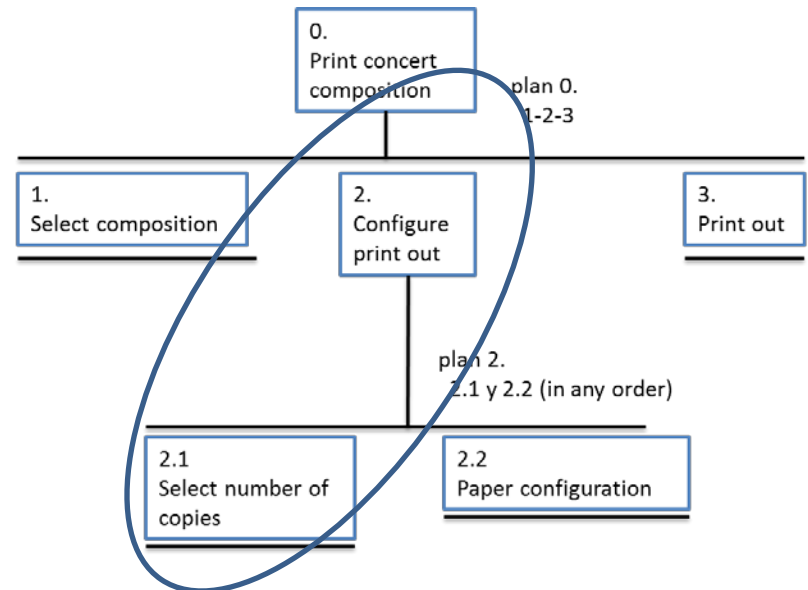 0.
Print concert
composition
plan 0.
1-2-3
1.
Select composition
2.
Configure
print out
3.
Print out
plan 2.
2.1 y 2.2 (in any order)
2.1
Select number of
copies
2.2
Paper configuration